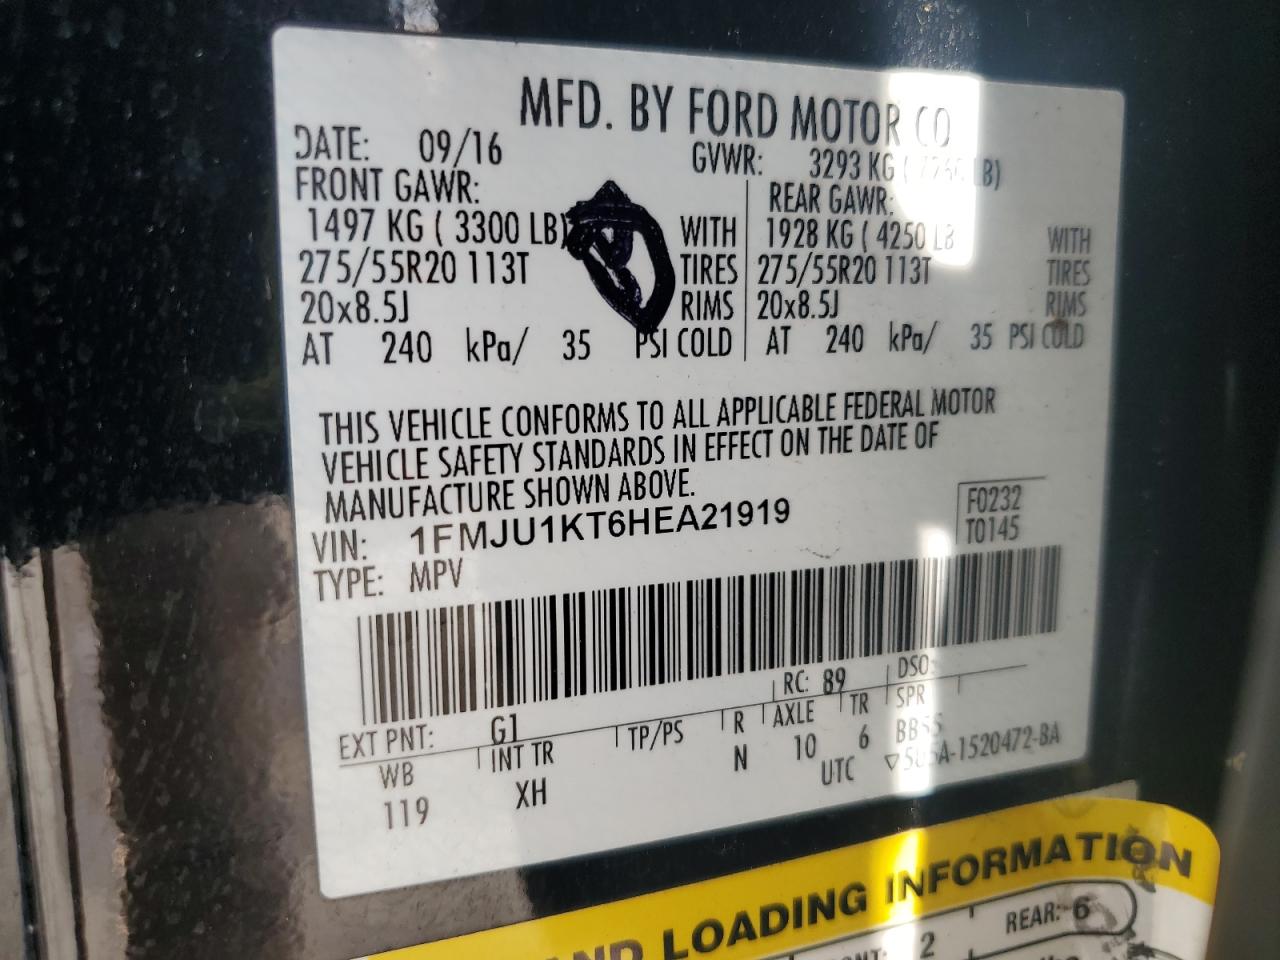 MFD. BY FORD MOTOR CO
DATE: 09/16 GVWR: 3293 KG
FRONT GAWR: REAR GAWR:
1497 KG ( 3300 LB) WITH 1928 KG ( 4250 LB WITH
275/55R20 113T TIRES 275/55R20 113T TIRES
20x8.5J RIMS 20x8.5J RIMS
AT 240 kPa/ 35 PSI COLD AT 240 kPa/ 35 PSI COLD
THIS VEHICLE CONFORMS TO ALL APPLICABLE FEDERAL MOTOR
VEHICLE SAFETY STANDARDS IN EFFECT ON THE DATE OF
MANUFACTURE SHOWN ABOVE.
VIN: 1FMJU1KT6HEA21919 F0232
TYPE: MPV T0145
RC: 89 DSO:
EXT PNT: G1
WB INT TR TP/PS R AXLE TR SPR
119 XH N 10 6
UTC
AND LOADING INFORMATION
2 REAR: 6